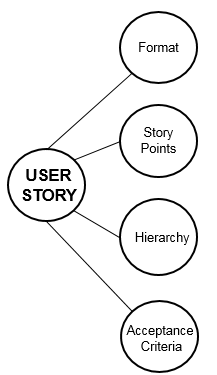 Format
Story
Points
USER
STORY
Hierarchy
Acceptance
Criteria